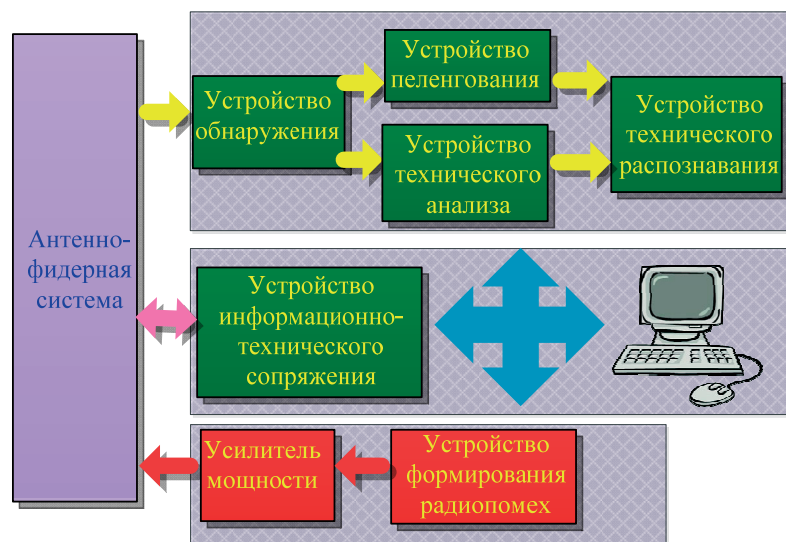 Антенно-
фидерная
система
Устройство
обнаружения
Устройство
пеленгования
Устройство
технического
анализа
Устройство
технического
распознавания
Устройство
информационно-
технического
сопряжения
Усилитель
мощности
Устройство
формирования
радиопомех